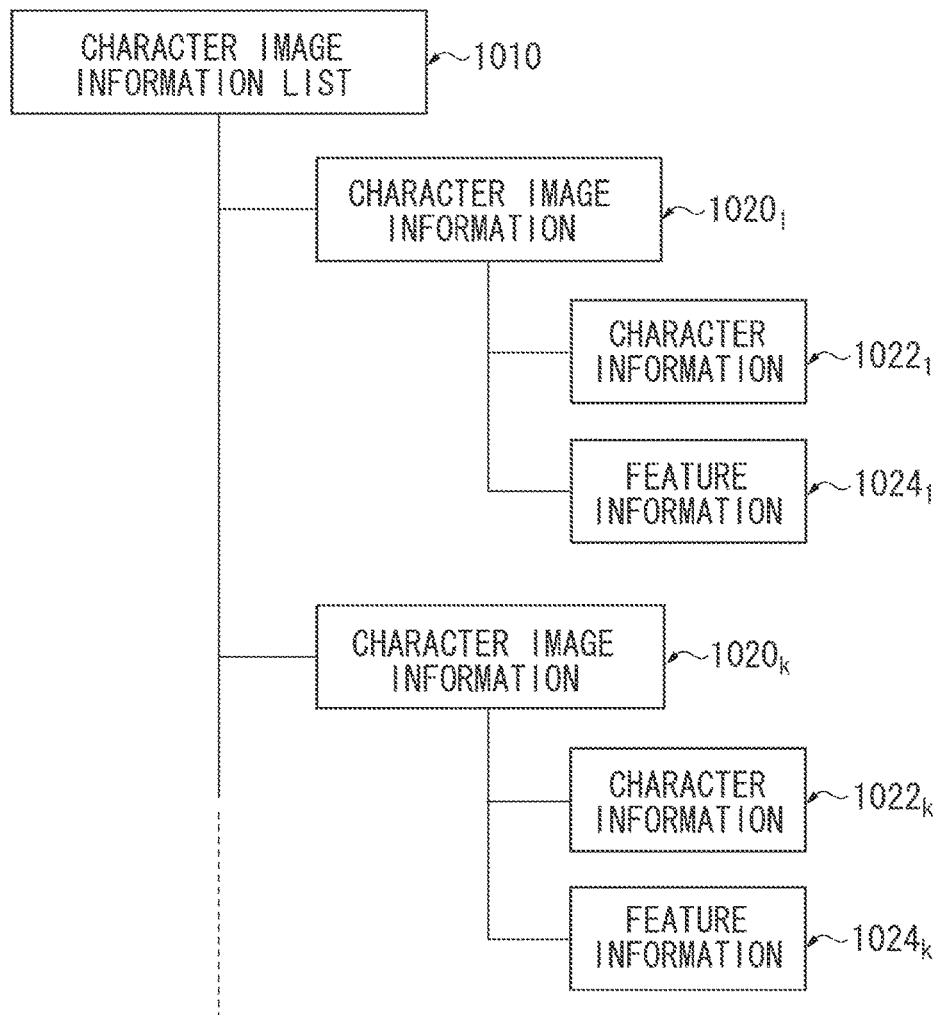 CHARACTER IMAGE
INFORMATION LIST
1010
CHARACTER IMAGE
INFORMATION
1020₁
CHARACTER
INFORMATION
1022₁
FEATURE
INFORMATION
1024₁
CHARACTER IMAGE
INFORMATION
1020ₖ
CHARACTER
INFORMATION
1022ₖ
FEATURE
INFORMATION
1024ₖ